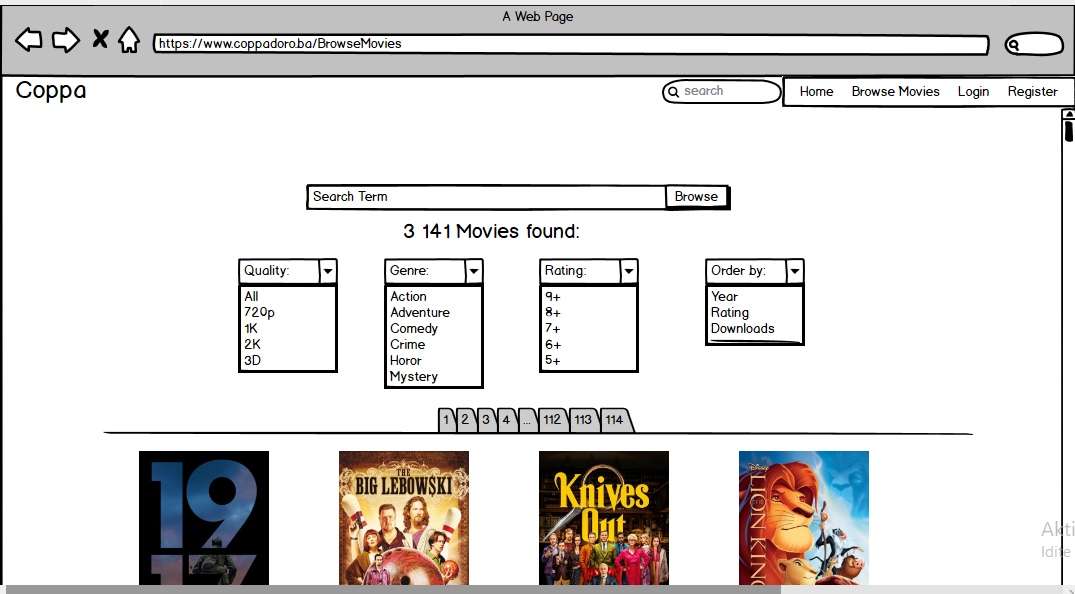 A Web Page
https://www.coppadoro.ba/BrowseMovies
Coppa
search
Home Browse Movies Login Register
Search Term Browse
3 141 Movies found:
Quality: Genre: Rating: Order by:
All
720p
1K
2K
3D
Action
Adventure
Comedy
Crime
Horor
Mystery
9+
8+
7+
6+
5+
Year
Rating
Downloads
1 2 3 4 ... 112 113 114
19
17
THE
BIG LEBOWSKI
Knives
Out
Disney
LION KING
Akti
Idite